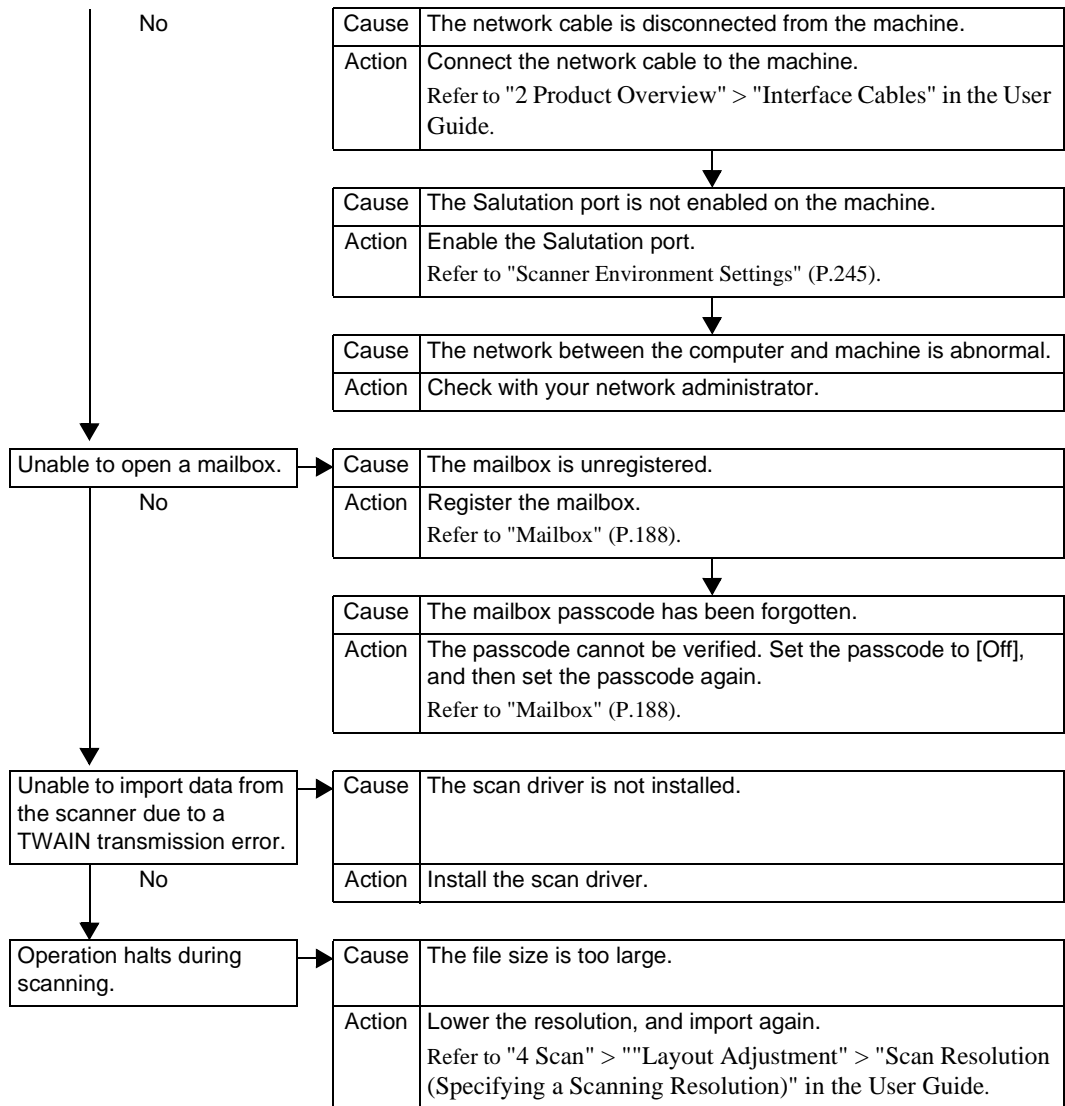 No
Cause The network cable is disconnected from the machine.
Action Connect the network cable to the machine.
Refer to "2 Product Overview" > "Interface Cables" in the User
Guide.
Cause The Salutation port is not enabled on the machine.
Action Enable the Salutation port.
Refer to "Scanner Environment Settings" (P.245).
Cause The network between the computer and machine is abnormal.
Action Check with your network administrator.
Unable to open a mailbox.
Cause The mailbox is unregistered.
No
Action Register the mailbox.
Refer to "Mailbox" (P.188).
Cause The mailbox passcode has been forgotten.
Action The passcode cannot be verified. Set the passcode to [Off],
and then set the passcode again.
Refer to "Mailbox" (P.188).
Unable to import data from
the scanner due to a
TWAIN transmission error.
Cause The scan driver is not installed.
No
Action Install the scan driver.
Operation halts during
scanning.
Cause The file size is too large.
Action Lower the resolution, and import again.
Refer to "4 Scan" > ""Layout Adjustment" > "Scan Resolution
(Specifying a Scanning Resolution)" in the User Guide.